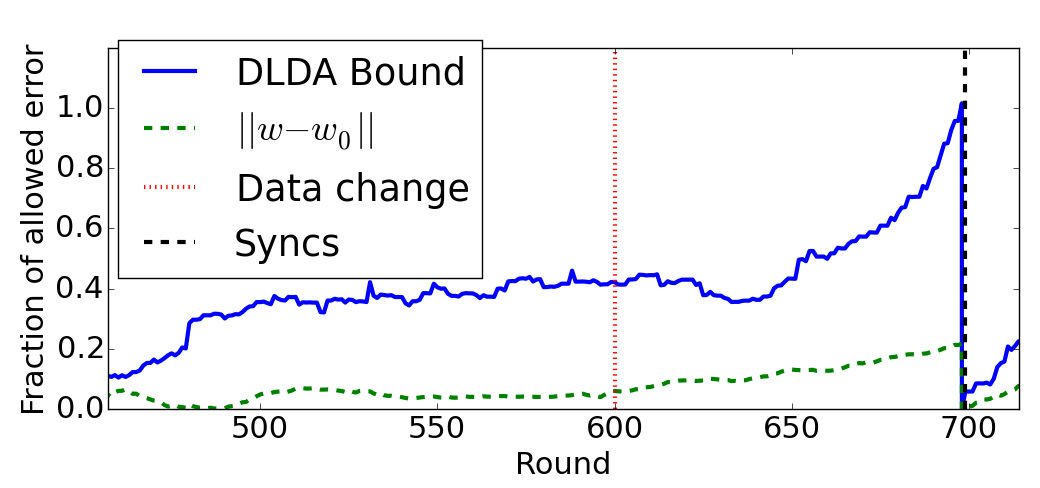 DLDA Bound
||w−w₀||
Data change
Syncs
Fraction of allowed error
1.0
0.8
0.6
0.4
0.2
0.0
500
550
600
650
700
Round